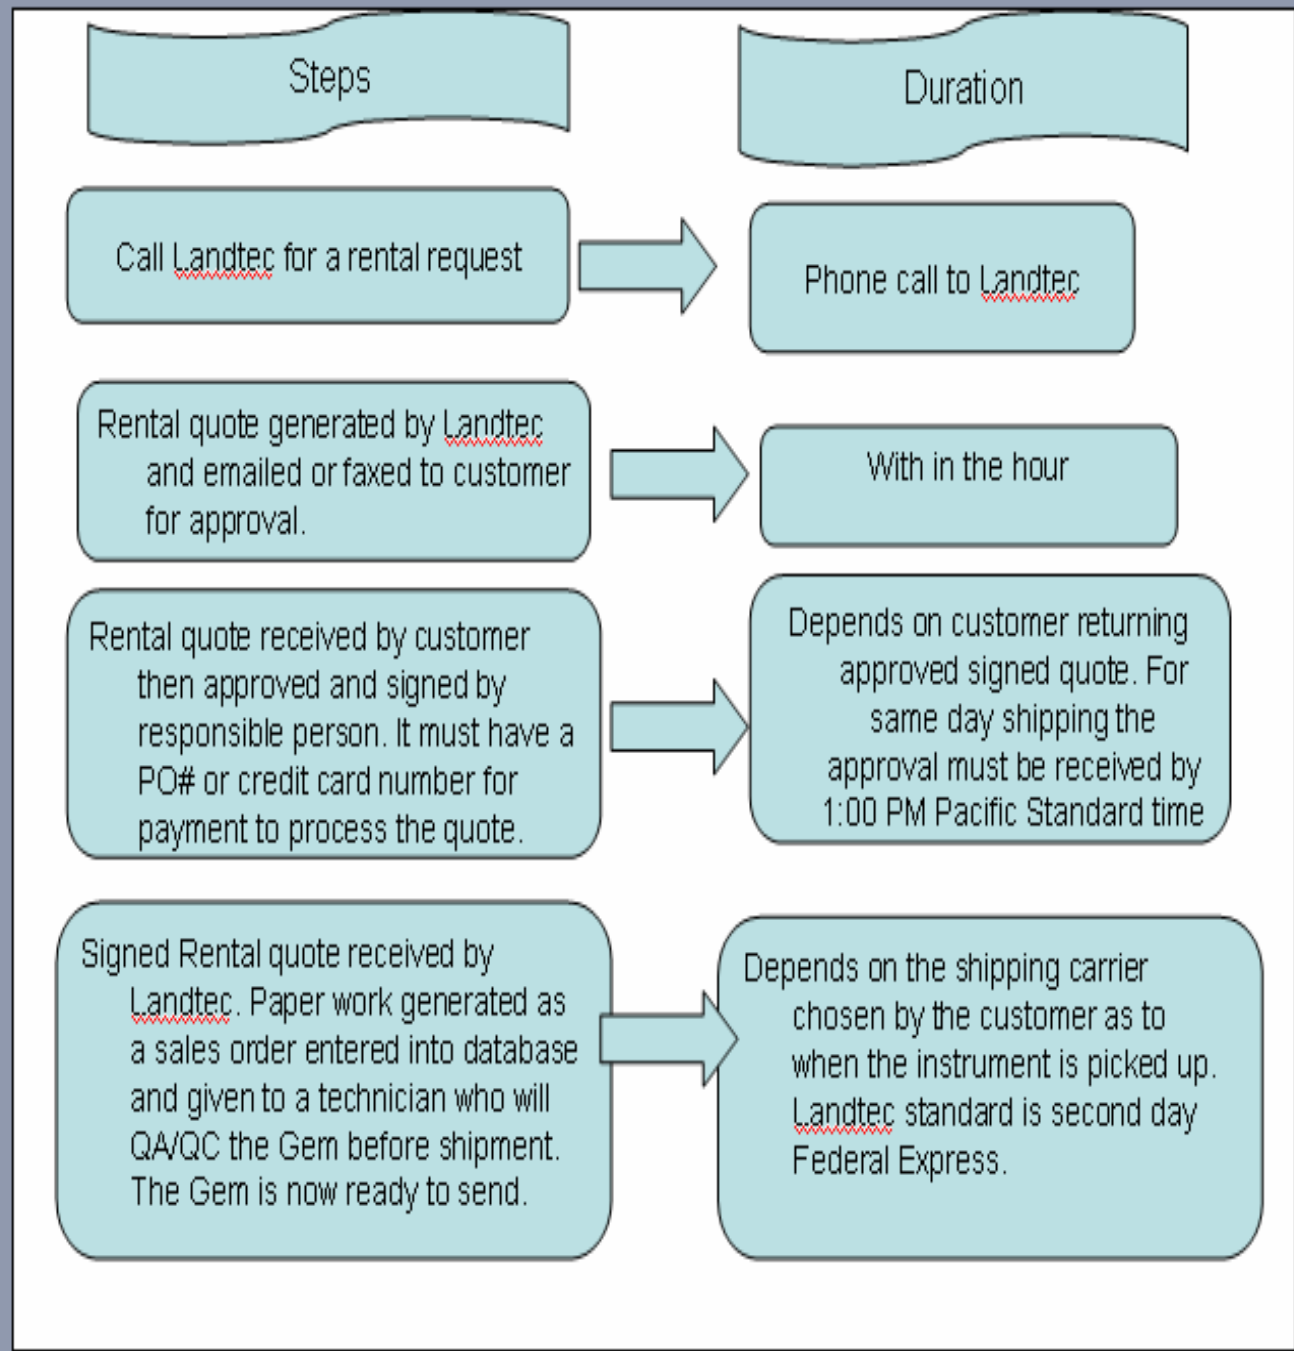 Steps
Duration
Call Landtec for a rental request
Phone call to Landtec
Rental quote generated by Landtec
and emailed or faxed to customer
for approval.
With in the hour
Rental quote received by customer
then approved and signed by
responsible person. It must have a
PO# or credit card number for
payment to process the quote.
Depends on customer returning
approved signed quote. For
same day shipping the
approval must be received by
1:00 PM Pacific Standard time
Signed Rental quote received by
Landtec. Paper work generated as
a sales order entered into database
and given to a technician who will
QA/QC the Gem before shipment.
The Gem is now ready to send.
Depends on the shipping carrier
chosen by the customer as to
when the instrument is picked up.
Landtec standard is second day
Federal Express.